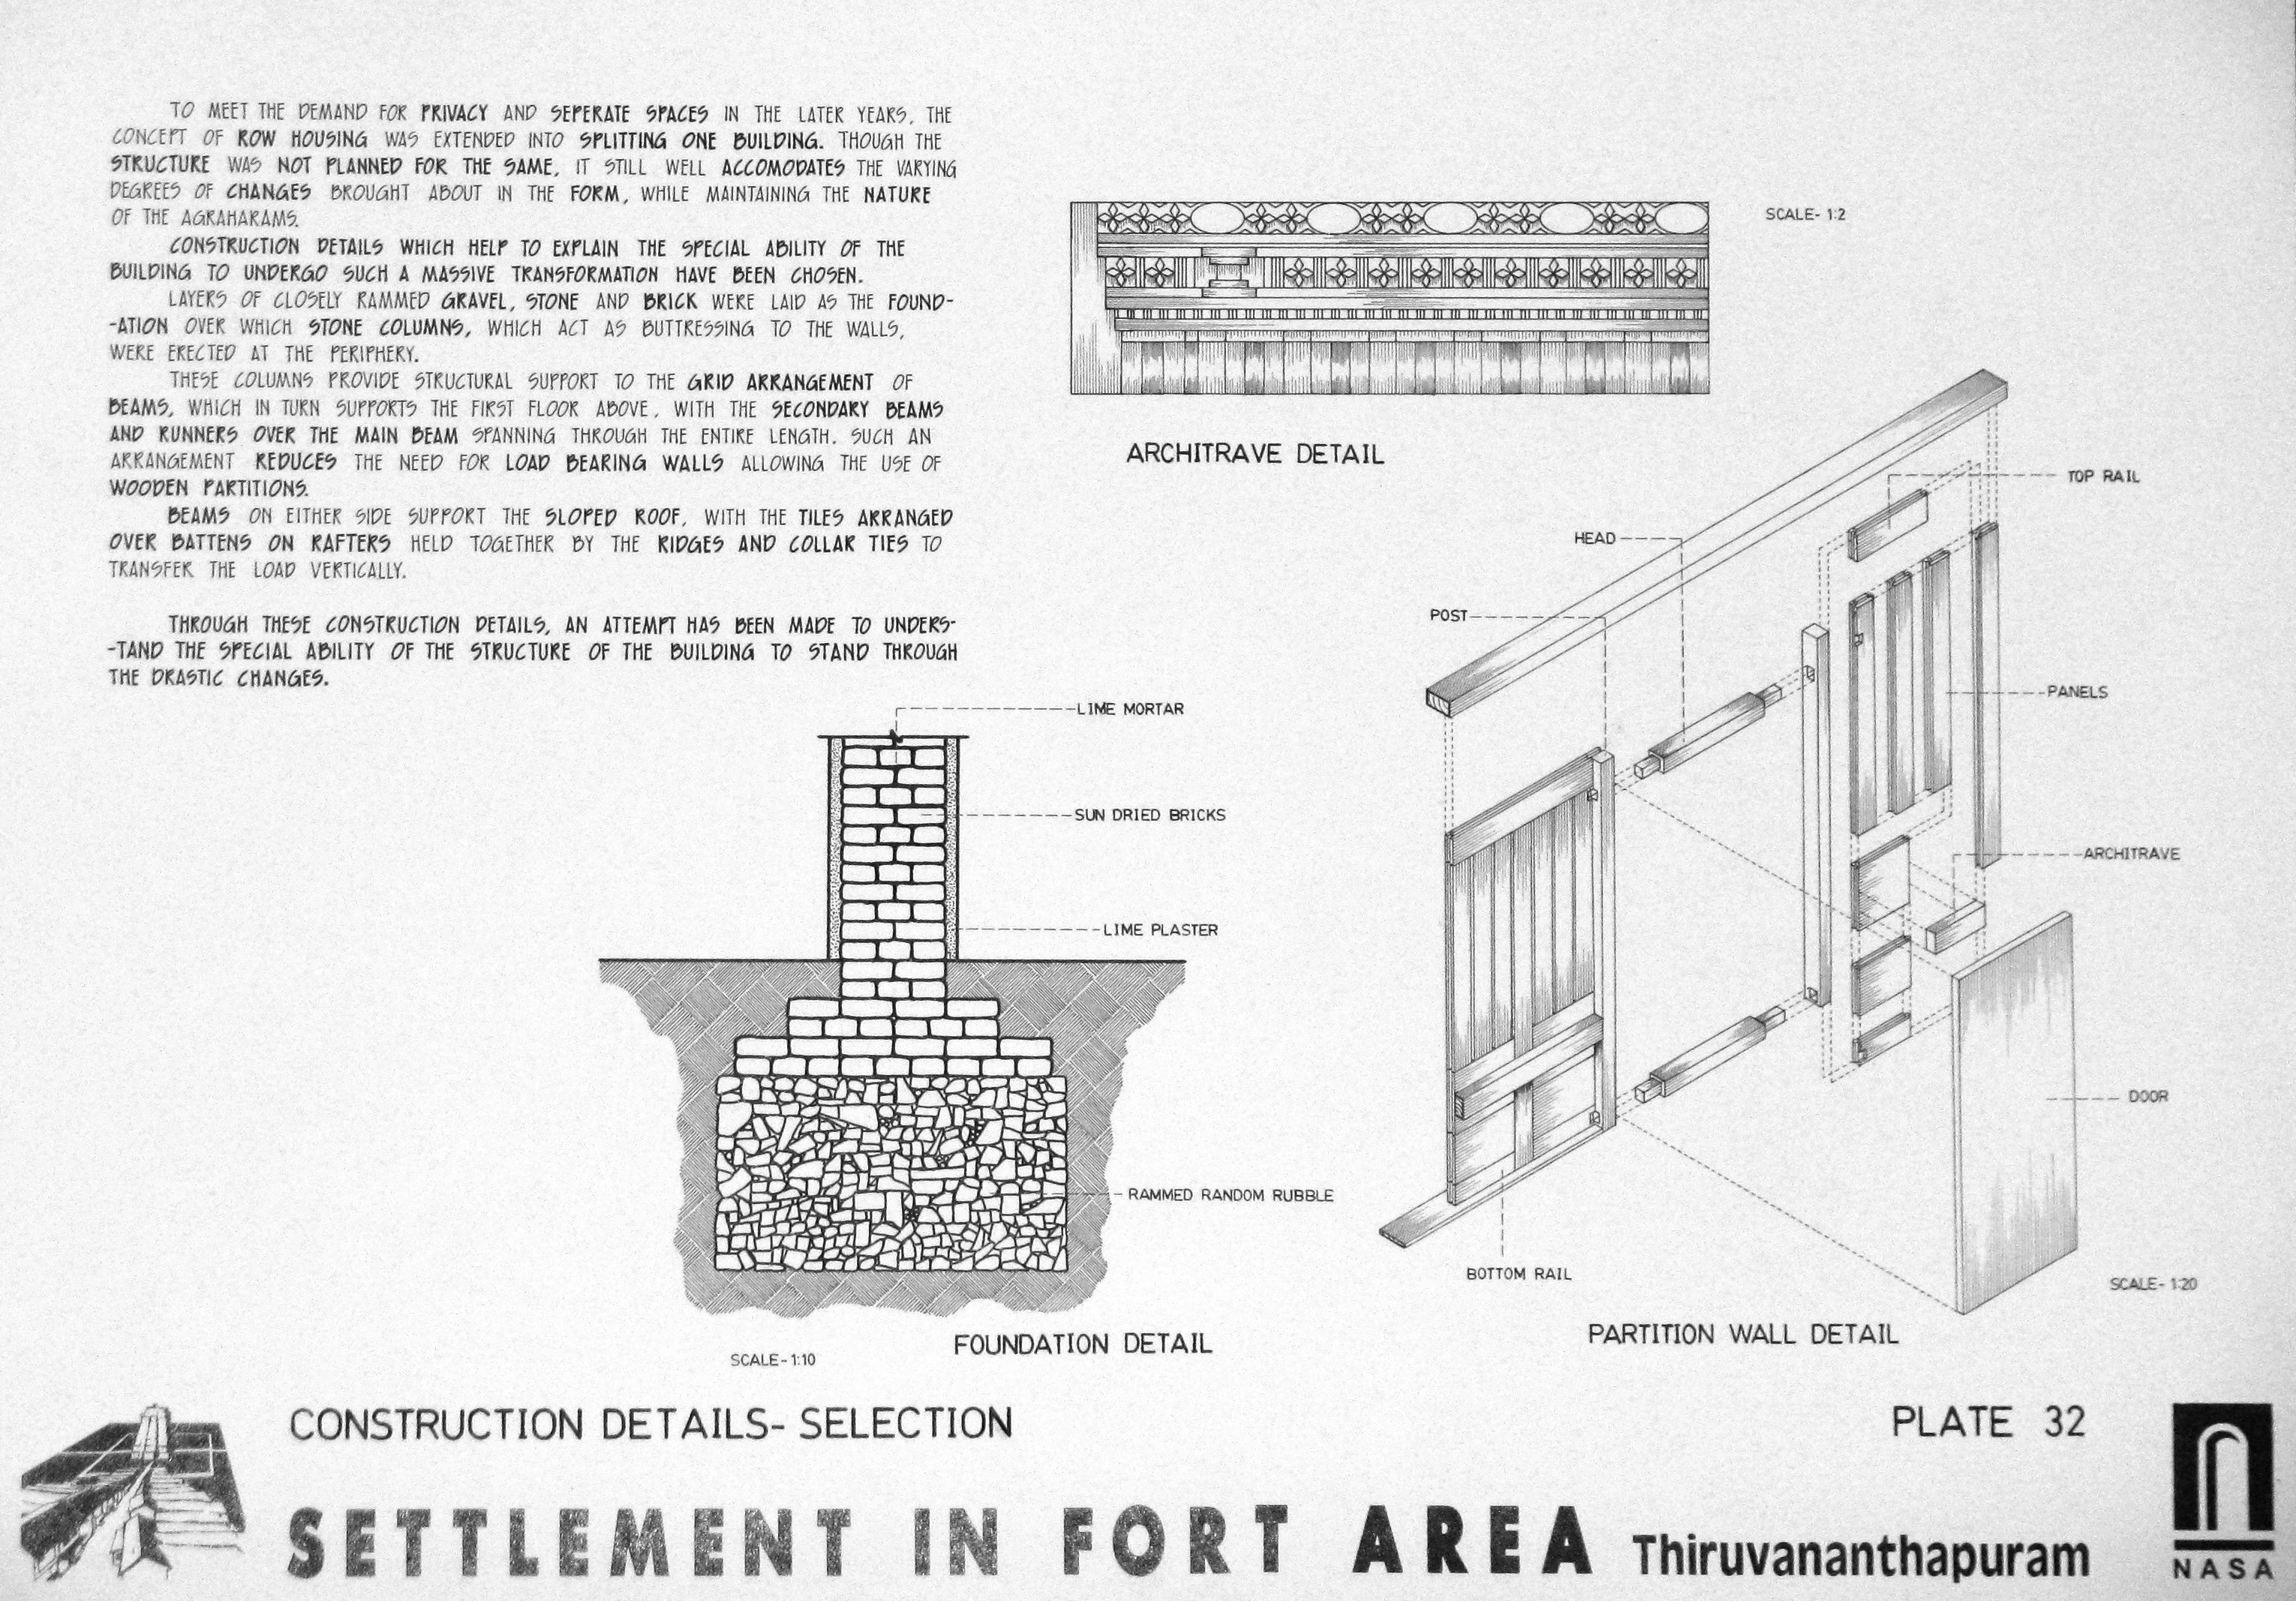 TO MEET THE DEMAND FOR PRIVACY AND SEPERATE SPACES IN THE LATER YEARS, THE
CONCEPT OF ROW HOUSING WAS EXTENDED INTO SPLITTING ONE BUILDING. THOUGH THE
STRUCTURE WAS NOT PLANNED FOR THE SAME, IT STILL WELL ACCOMODATES THE VARYING
DEGREES OF CHANGES BROUGHT ABOUT IN THE FORM, WHILE MAINTAINING THE NATURE
OF THE AGRAHARAMS.
CONSTRUCTION DETAILS WHICH HELP TO EXPLAIN THE SPECIAL ABILITY OF THE
BUILDING TO UNDERGO SUCH A MASSIVE TRANSFORMATION HAVE BEEN CHOSEN.
LAYERS OF CLOSELY RAMMED GRAVEL, STONE AND BRICK WERE LAID AS THE FOUND-
-ATION OVER WHICH STONE COLUMNS, WHICH ACT AS BUTTRESSING TO THE WALLS,
WERE ERECTED AT THE PERIPHERY.
THESE COLUMNS PROVIDE STRUCTURAL SUPPORT TO THE GRID ARRANGEMENT OF
BEAMS, WHICH IN TURN SUPPORTS THE FIRST FLOOR ABOVE, WITH THE SECONDARY BEAMS
AND RUNNERS OVER THE MAIN BEAM SPANNING THROUGH THE ENTIRE LENGTH. SUCH AN
ARRANGEMENT REDUCES THE NEED FOR LOAD BEARING WALLS ALLOWING THE USE OF
WOODEN PARTITIONS.
BEAMS ON EITHER SIDE SUPPORT THE SLOPED ROOF, WITH THE TILES ARRANGED
OVER BATTENS ON RAFTERS HELD TOGETHER BY THE RIDGES AND COLLAR TIES TO
TRANSFER THE LOAD VERTICALLY.
THROUGH THESE CONSTRUCTION DETAILS, AN ATTEMPT HAS BEEN MADE TO UNDERS-
-TAND THE SPECIAL ABILITY OF THE STRUCTURE OF THE BUILDING TO STAND THROUGH
THE DRASTIC CHANGES.
SCALE- 1:2
ARCHITRAVE DETAIL
TOP RAIL
HEAD
POST
PANELS
ARCHITRAVE
DOOR
BOTTOM RAIL
SCALE- 1:20
PARTITION WALL DETAIL
LIME MORTAR
SUN DRIED BRICKS
LIME PLASTER
RAMMED RANDOM RUBBLE
FOUNDATION DETAIL
SCALE- 1:10
CONSTRUCTION DETAILS- SELECTION
PLATE 32
SETTLEMENT IN FORT AREA Thiruvananthapuram
NASA